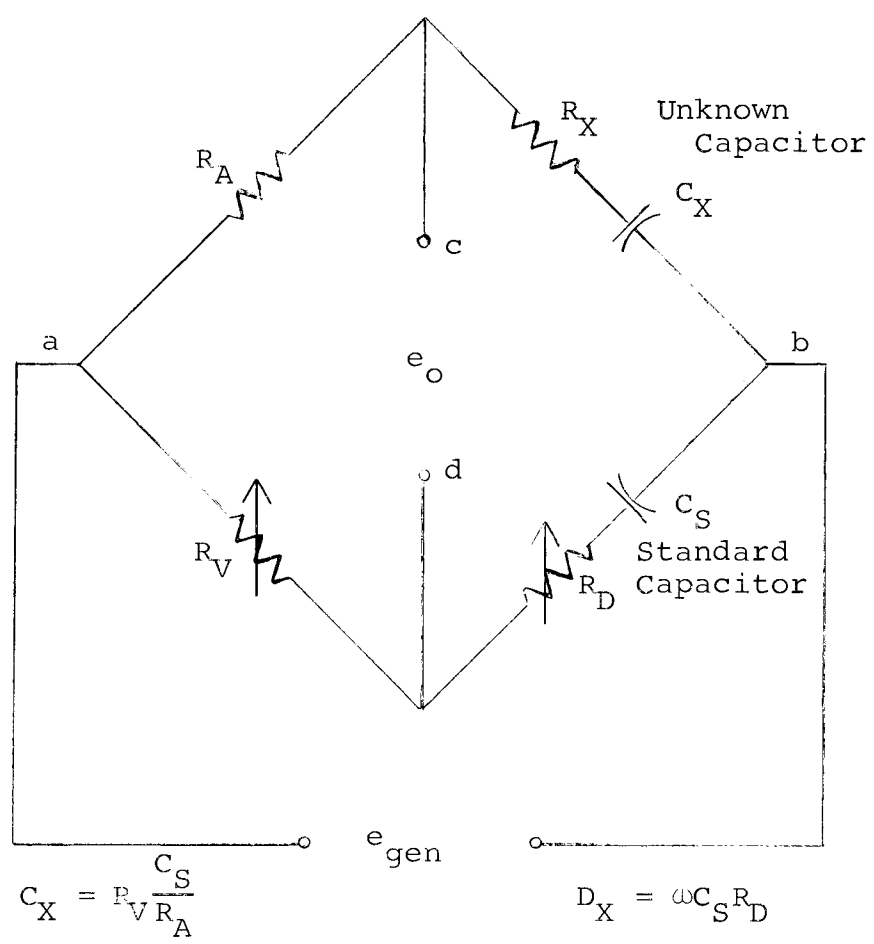 R_X
Unknown
Capacitor
R_A
C_X
c
a
b
e_o
d
C_S
R_V
Standard
R_D
Capacitor
e_gen
C_X = R_V C_S/R_A
D_X = ωC_S R_D